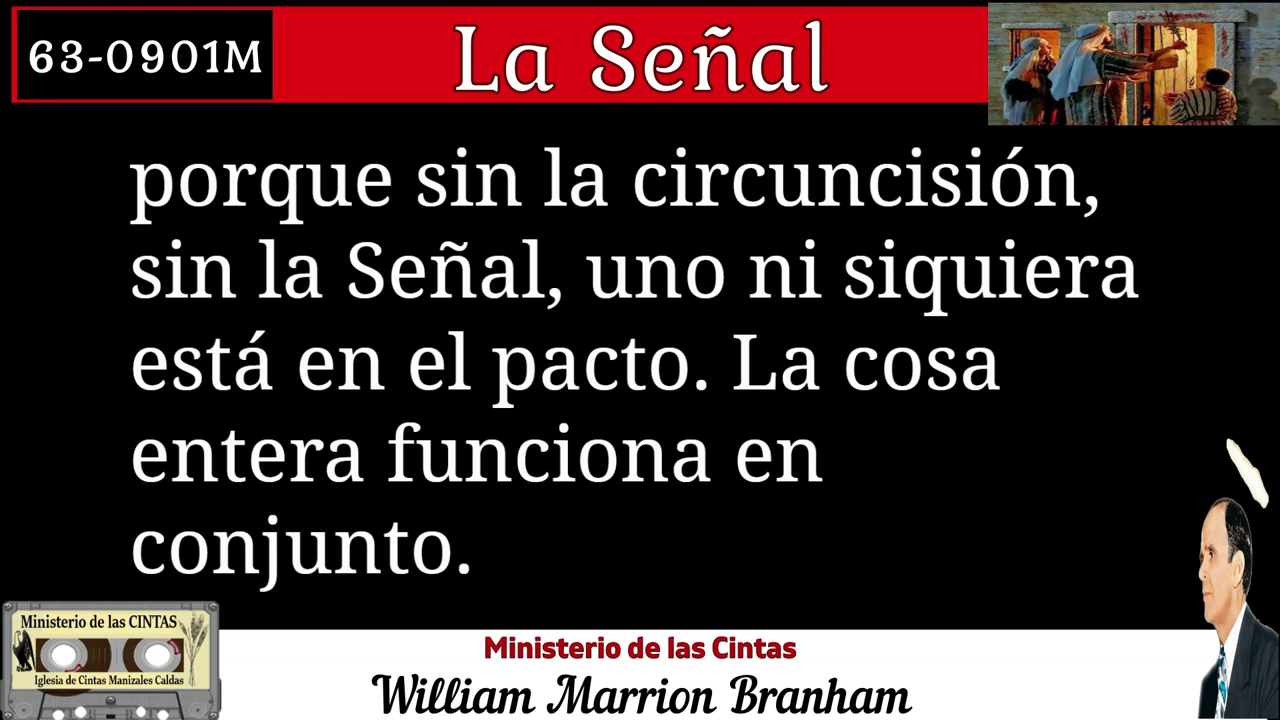 63-0901M
La Señal
porque sin la circuncisión,
sin la Señal, uno ni siquiera
está en el pacto. La cosa
entera funciona en
conjunto.
Ministerio de las CINTAS
Iglesia de Cintas Manizales Caldas
Ministerio de las Cintas
William Marrion Branham